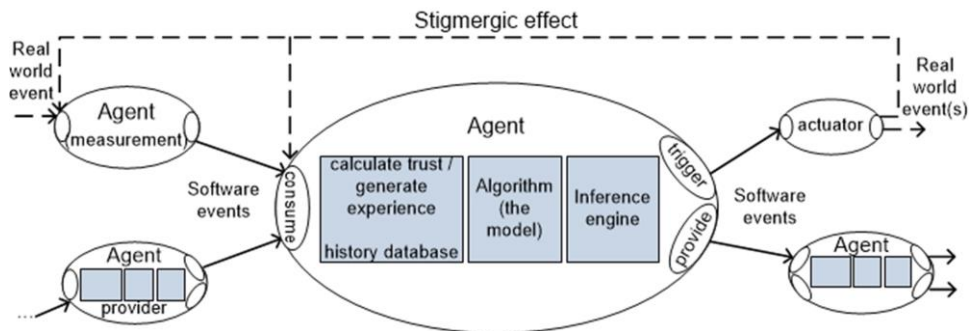 Stigmergic effect
Real
world
event
Agent
(measurement)
Software
events
Agent
provider
....
consume
Agent
calculate trust /
generate
experience
history database
Algorithm
(the
model)
Inference
engine
trigger
provide
actuator
Real
world
event(s)
Software
events
Agent